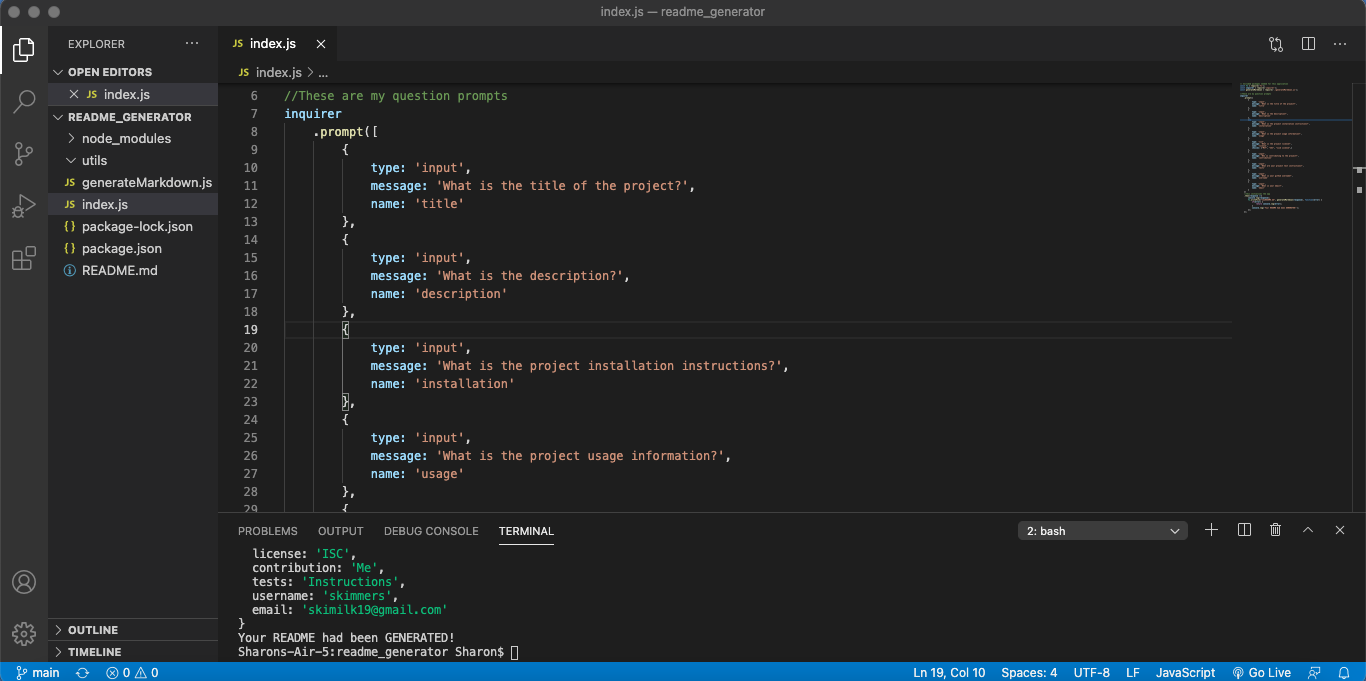 index.js — readme_generator
EXPLORER
JS index.js
JS index.js > ...
OPEN EDITORS
JS index.js
README_GENERATOR
node_modules
utils
JS generateMarkdown.js
JS index.js
{} package-lock.json
{} package.json
README.md
OUTLINE
TIMELINE
6 //These are my question prompts
7 inquirer
8 .prompt([
9 {
10 type: 'input',
11 message: 'What is the title of the project?',
12 name: 'title'
13 },
14 {
15 type: 'input',
16 message: 'What is the description?',
17 name: 'description'
18 },
19 {
20 type: 'input',
21 message: 'What is the project installation instructions?',
22 name: 'installation'
23 },
24 {
25 type: 'input',
26 message: 'What is the project usage information?',
27 name: 'usage'
28 },
29 {
PROBLEMS OUTPUT DEBUG CONSOLE TERMINAL
2: bash
license: 'ISC',
contribution: 'Me',
tests: 'Instructions',
username: 'skimmers',
email: 'skimilk19@gmail.com'
}
Your README had been GENERATED!
Sharons-Air-5:readme_generator Sharon$
main 0 0 Ln 19, Col 10 Spaces: 4 UTF-8 LF JavaScript Go Live